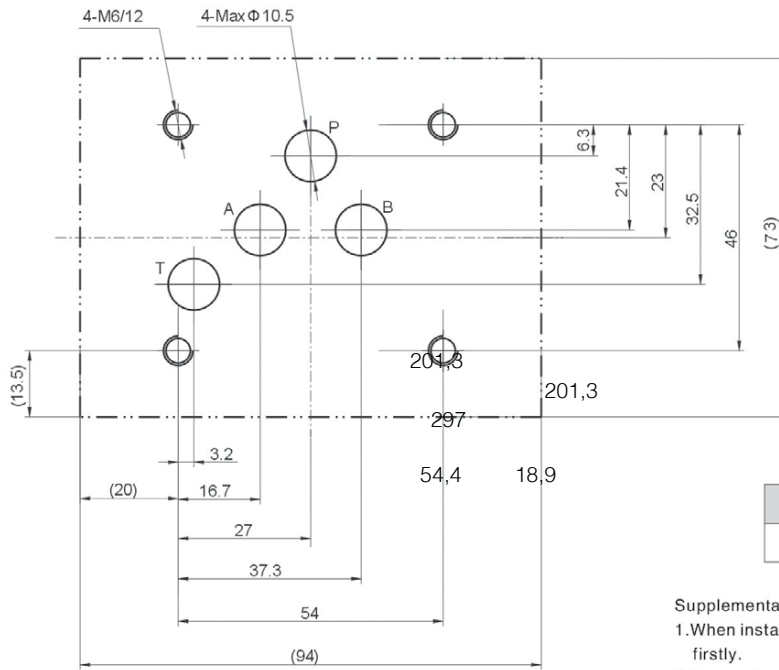 4-M6/12
4-MaxΦ10.5
P
6.3
A
B
21.4
23
32.5
46
(73)
T
(13.5)
201,3
201,3
297
3.2
54,4
18,9
(20)
16.7
27
37.3
54
(94)
Supplementa
1.When insta
firstly.